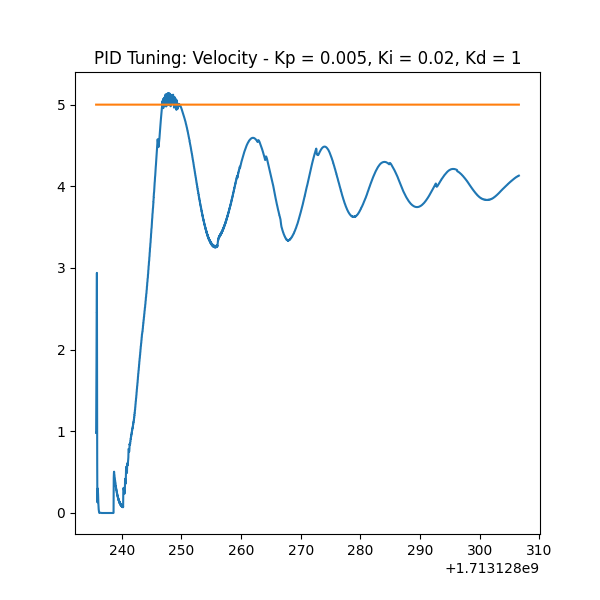 PID Tuning: Velocity - Kp = 0.005, Ki = 0.02, Kd = 1
5
4
3
2
1
0
240 250 260 270 280 290 300 310
+1.713128e9